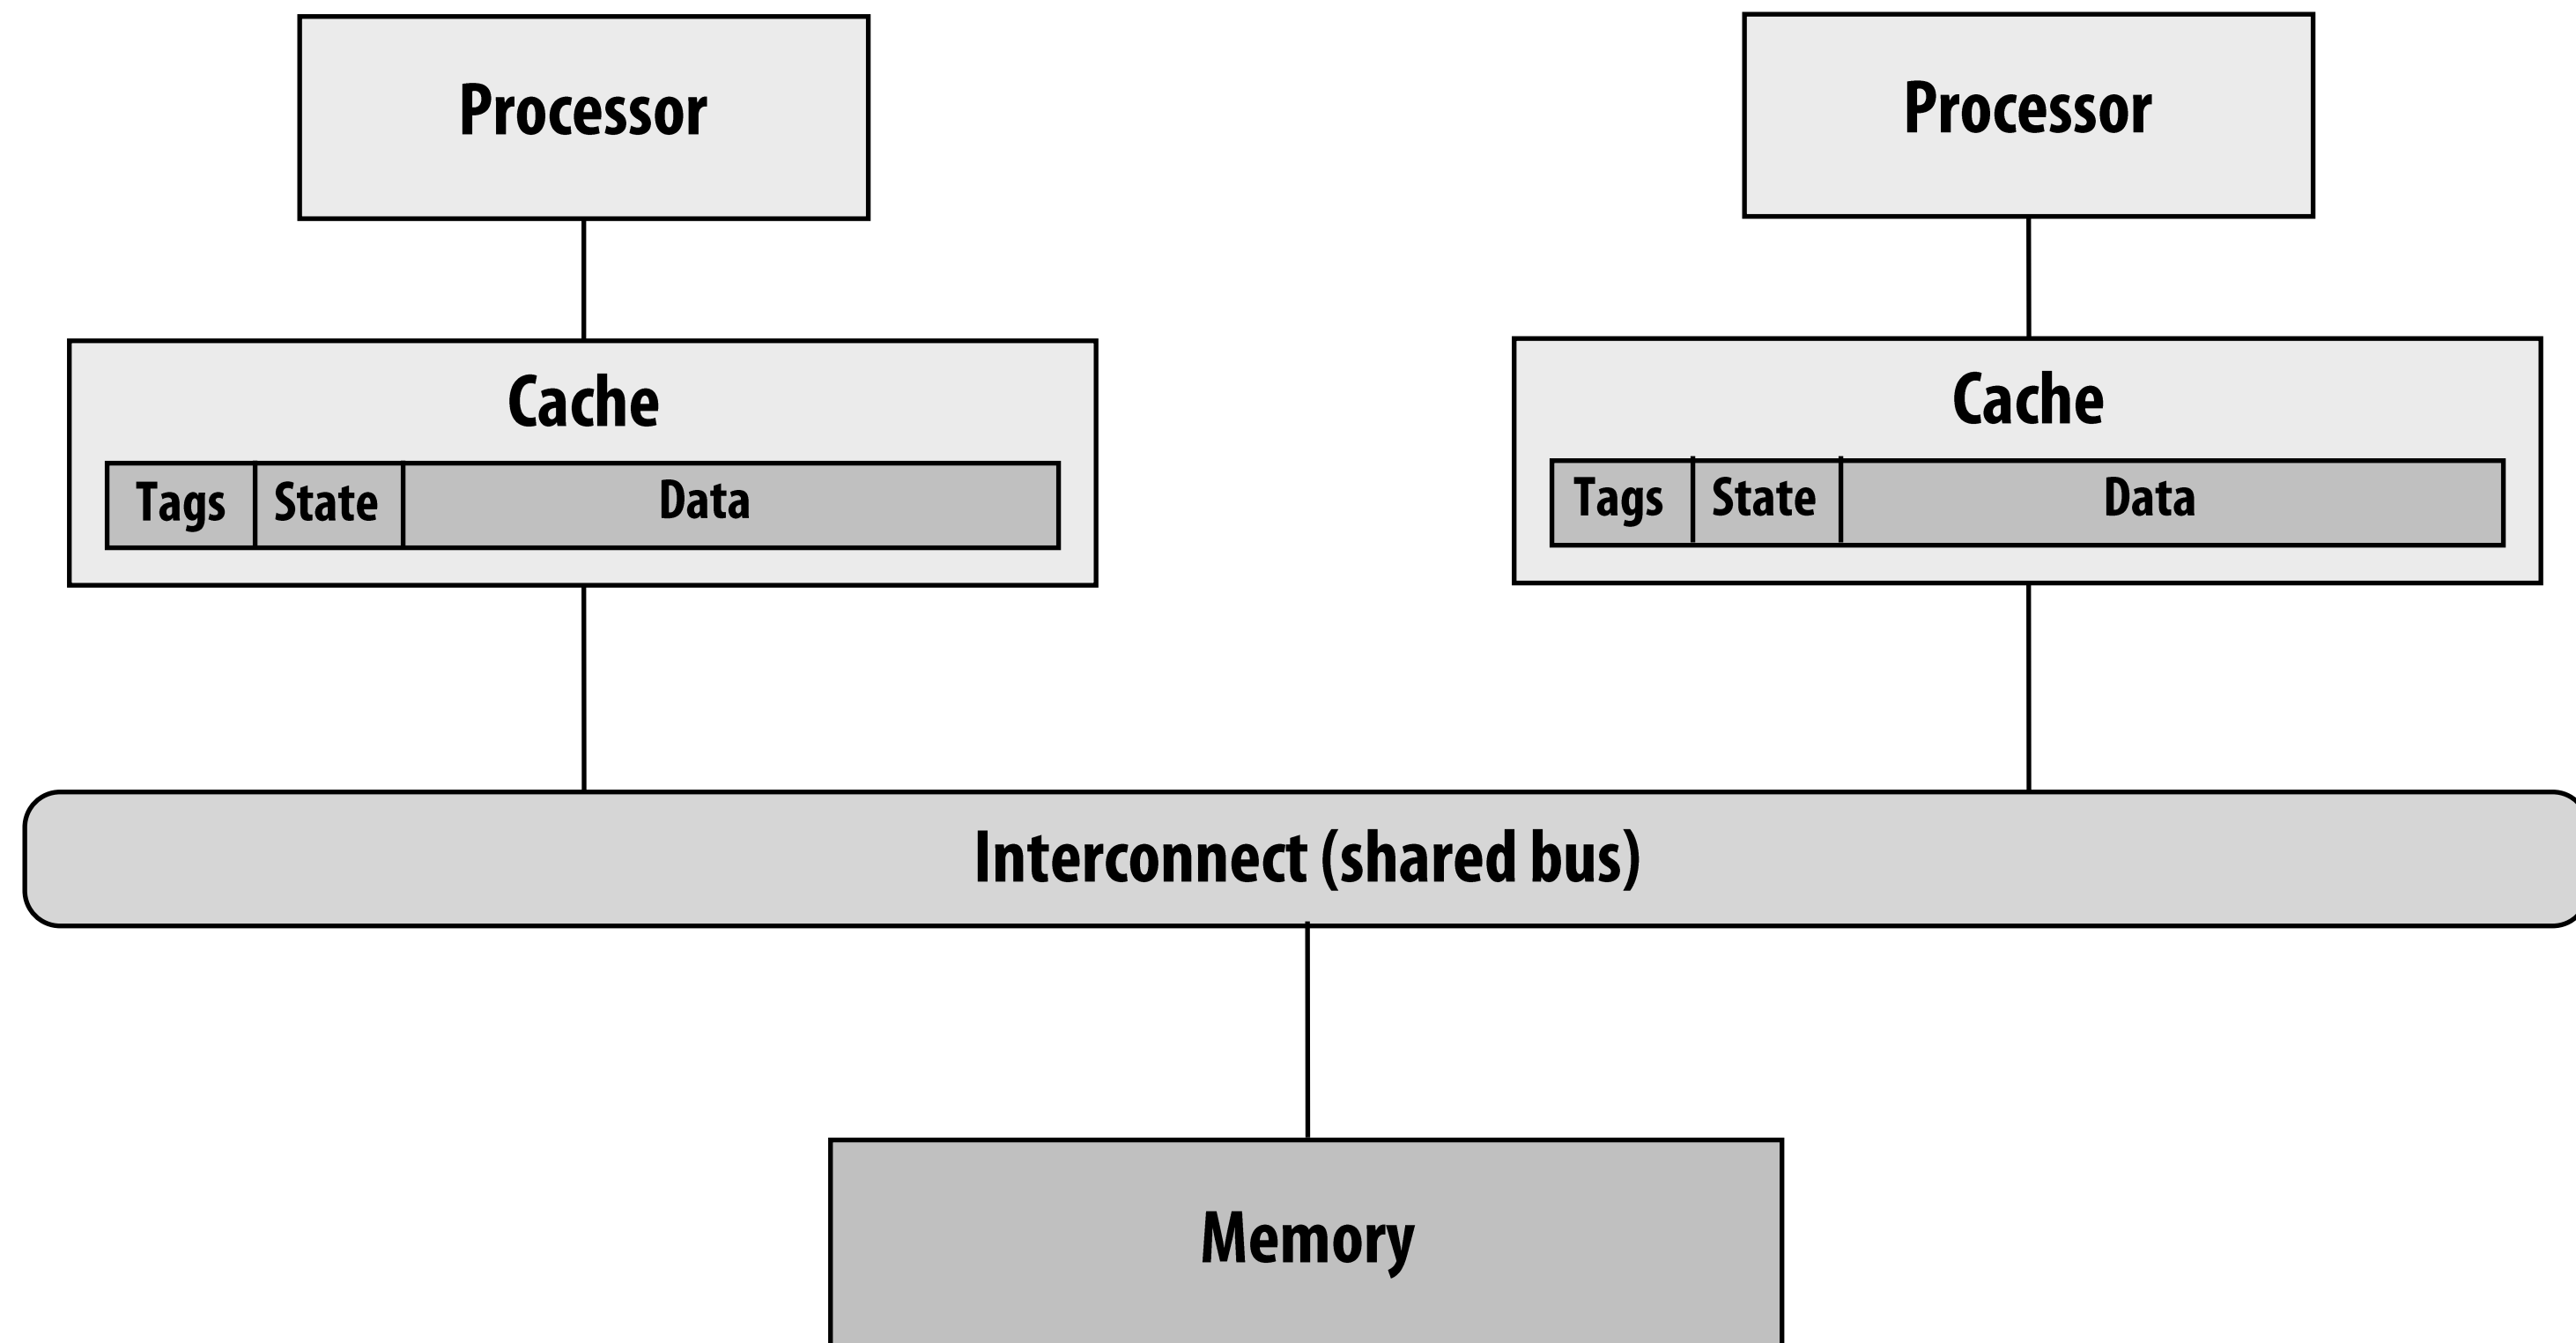 Processor
Processor
Cache
Cache
Tags State Data
Tags State Data
Interconnect (shared bus)
Memory